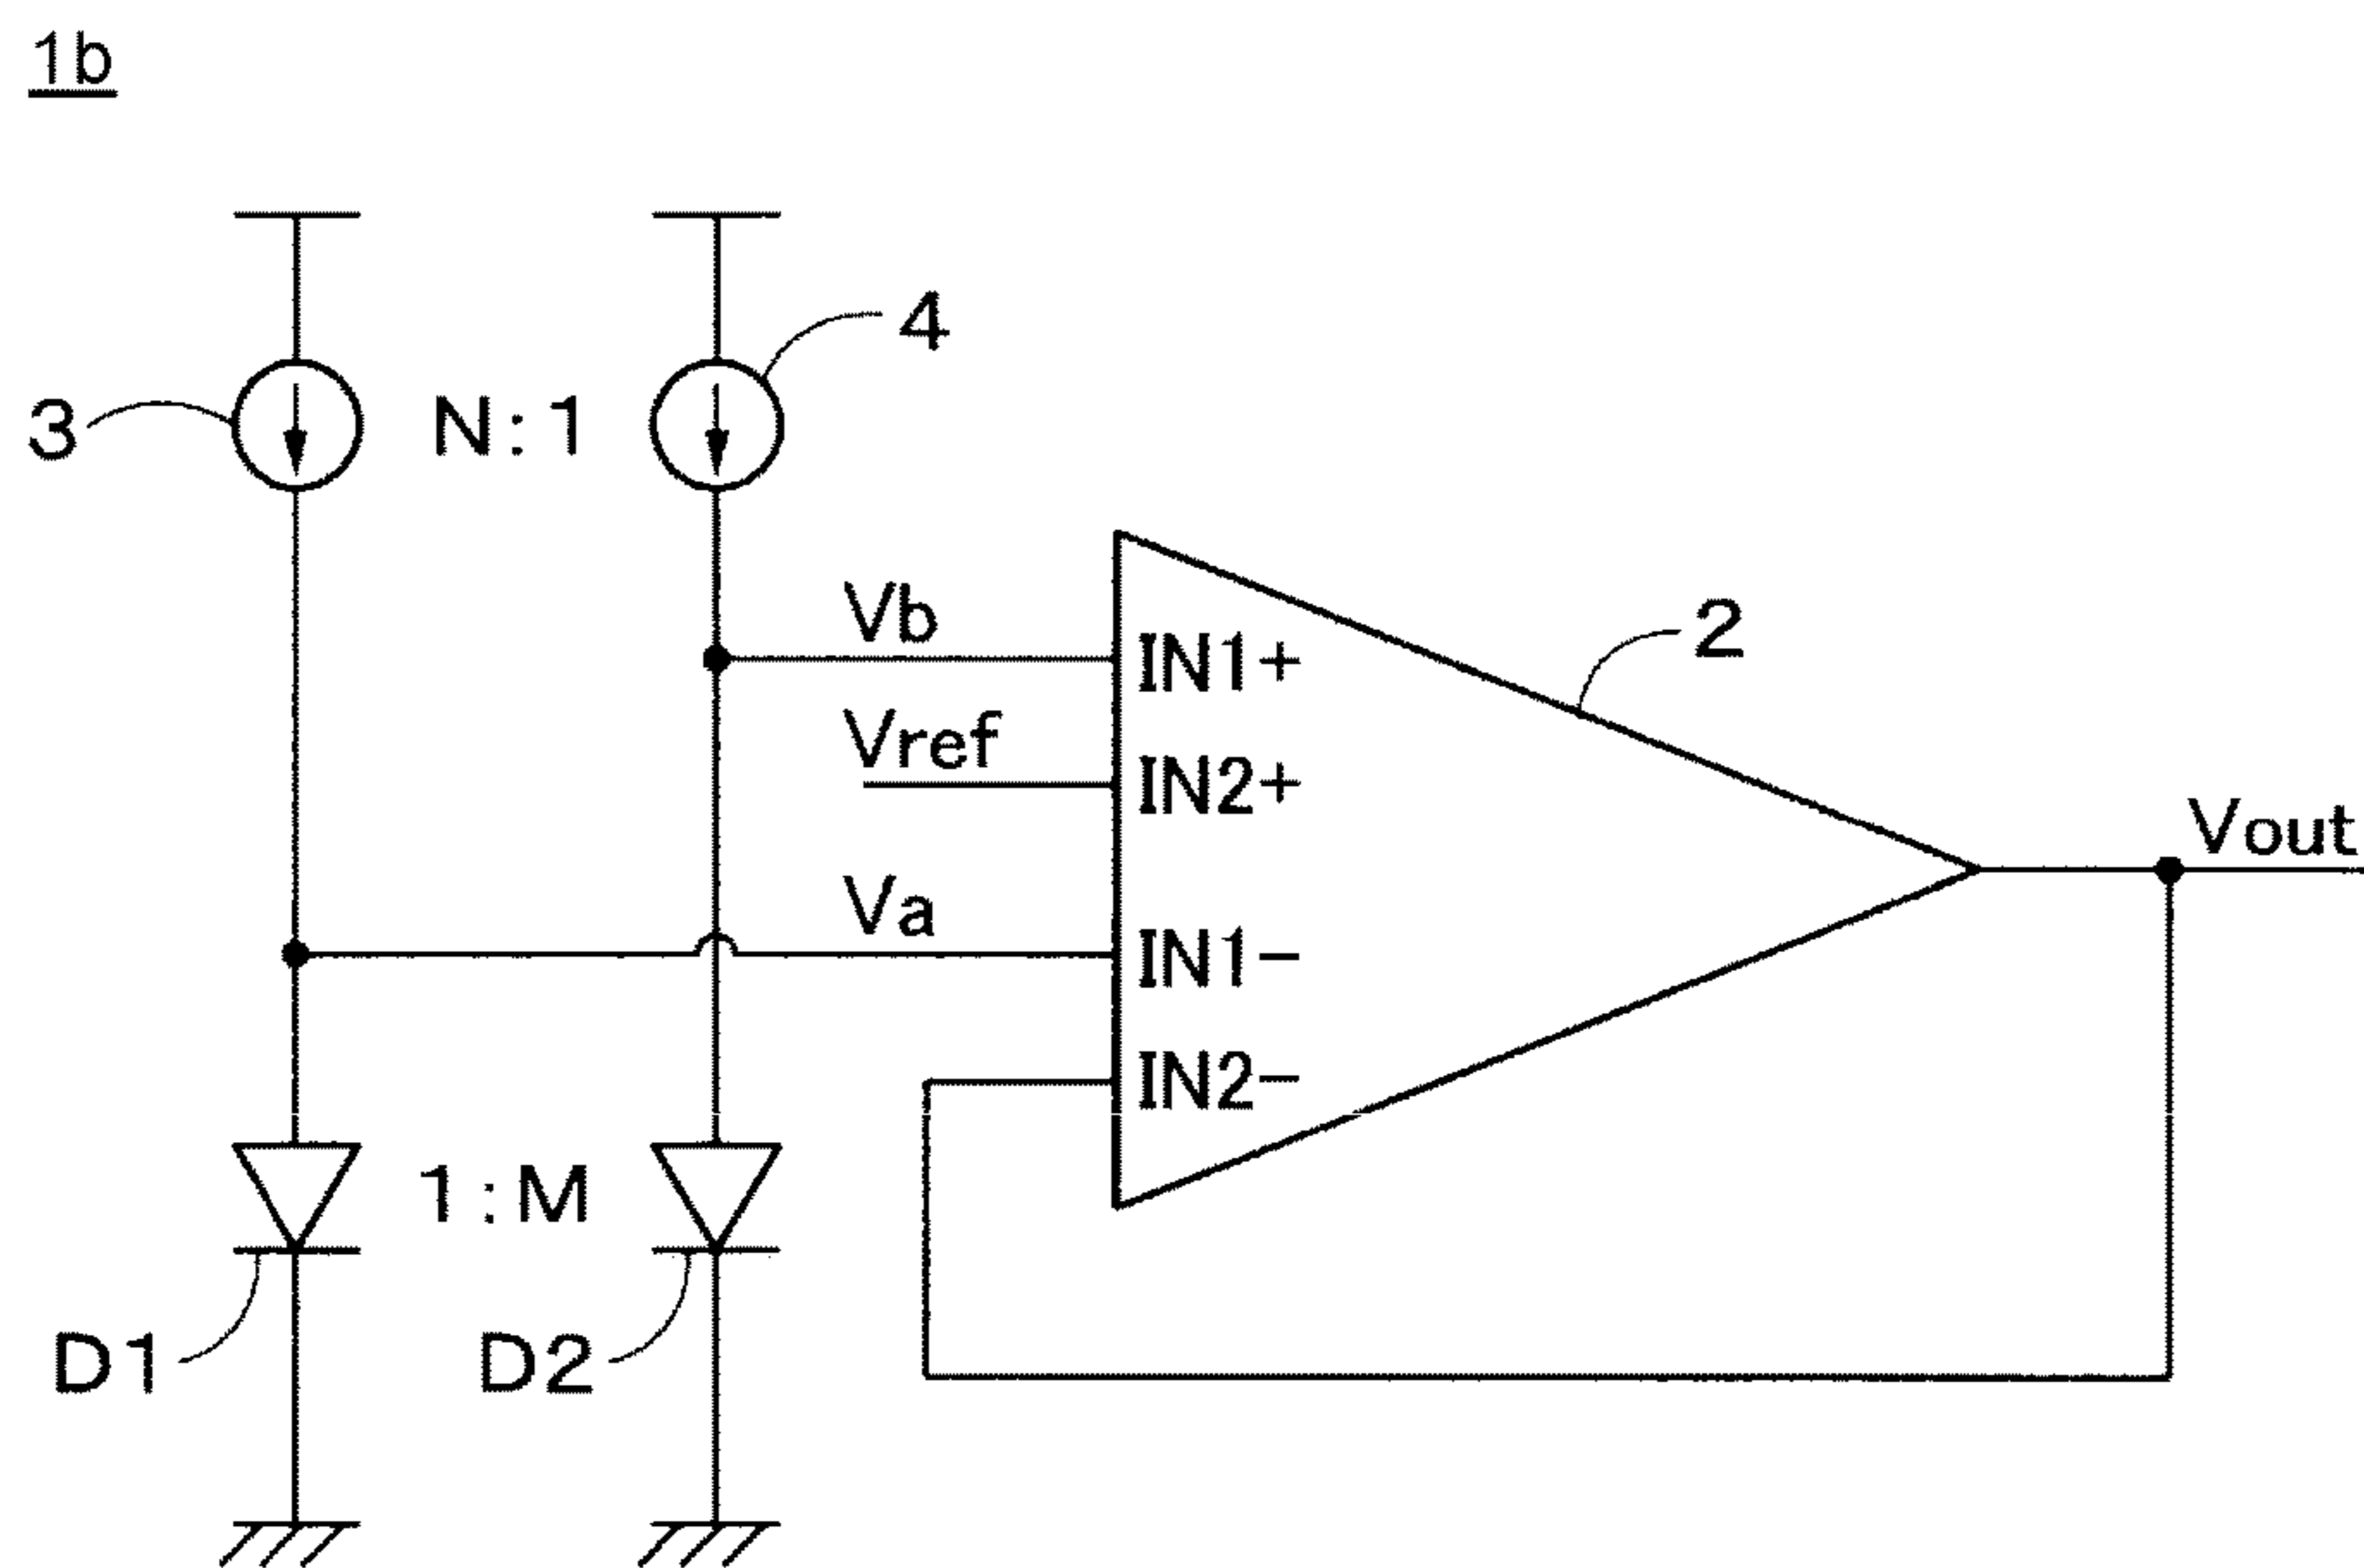 1b
4
3
N:1
Vb
2
IN1+
Vref
IN2+
Vout
Va
IN1-
IN2-
1:M
D1
D2